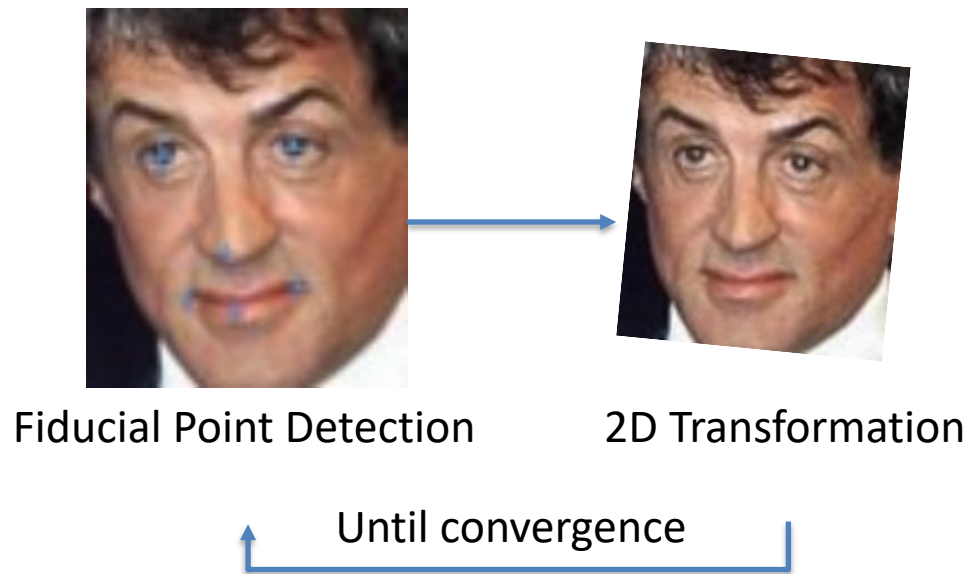 Fiducial Point Detection
2D Transformation
Until convergence